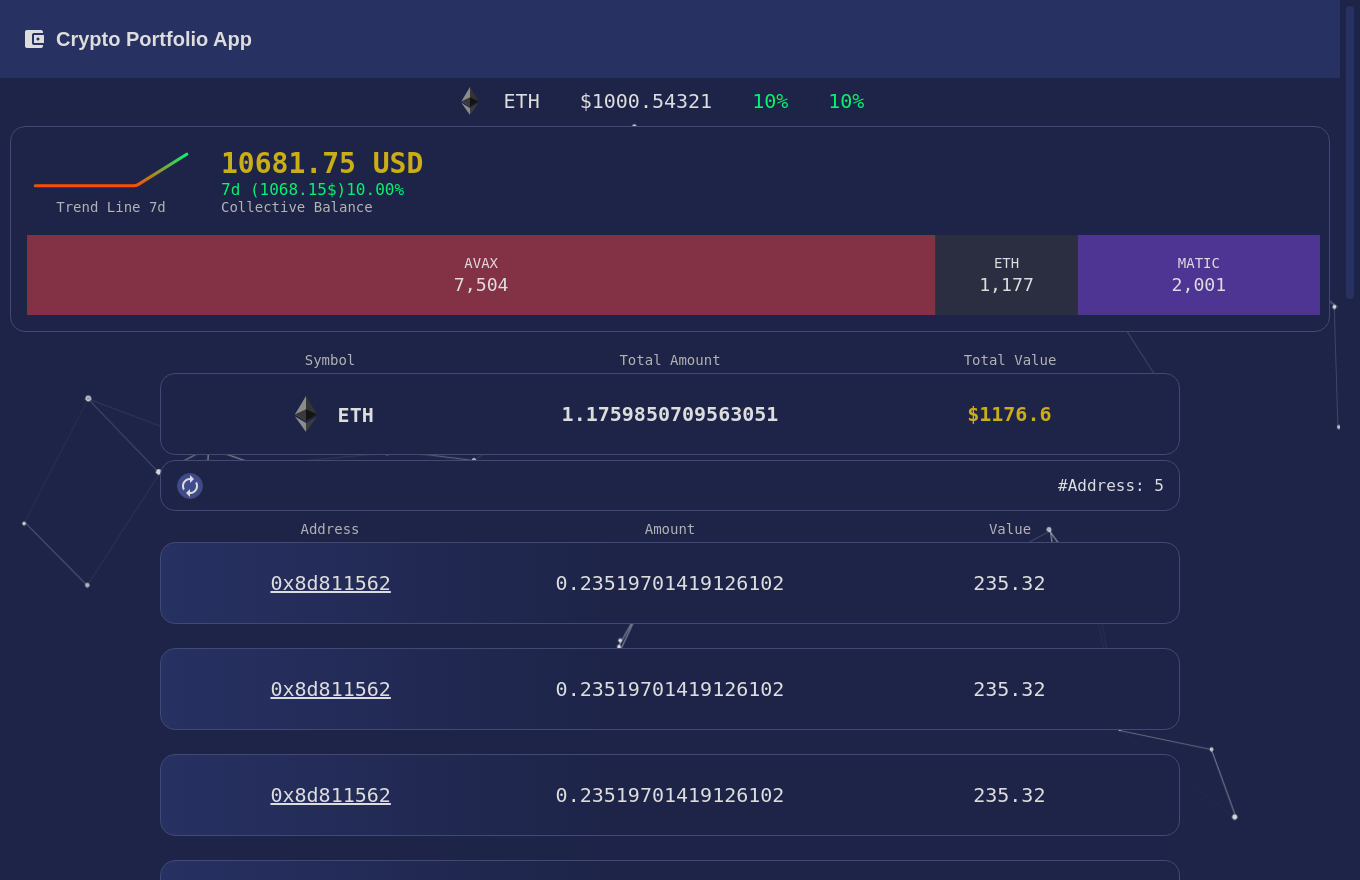 Crypto Portfolio App
ETH $1000.54321 10% 10%
10681.75 USD
7d (1068.15$)10.00%
Trend Line 7d
Collective Balance
AVAX
7,504
ETH
1,177
MATIC
2,001
Symbol Total Amount Total Value
ETH 1.1759850709563051 $1176.6
#Address: 5
Address Amount Value
0x8d811562 0.23519701419126102 235.32
0x8d811562 0.23519701419126102 235.32
0x8d811562 0.23519701419126102 235.32